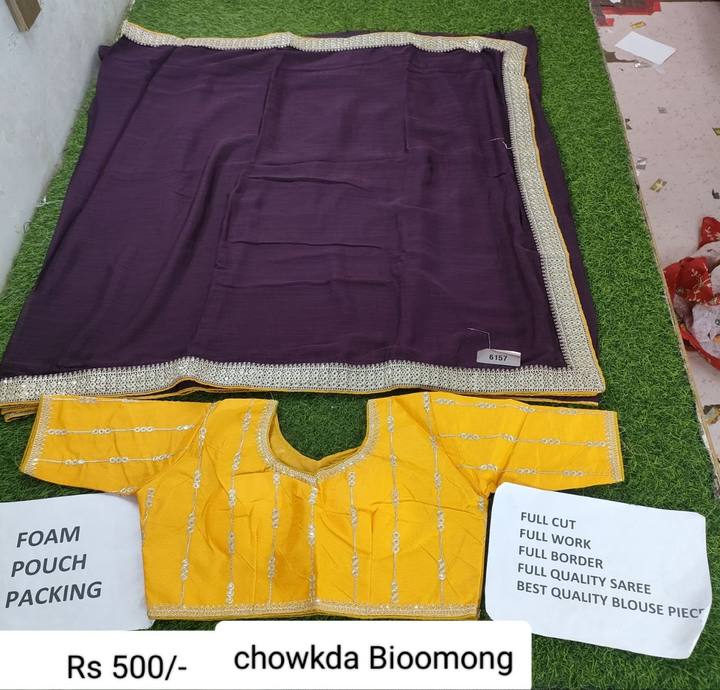 6157
FOAM
POUCH
PACKING
FULL CUT
FULL WORK
FULL BORDER
FULL QUALITY SAREE
BEST QUALITY BLOUSE PIEC
Rs 500/-
chowkda Bioomong